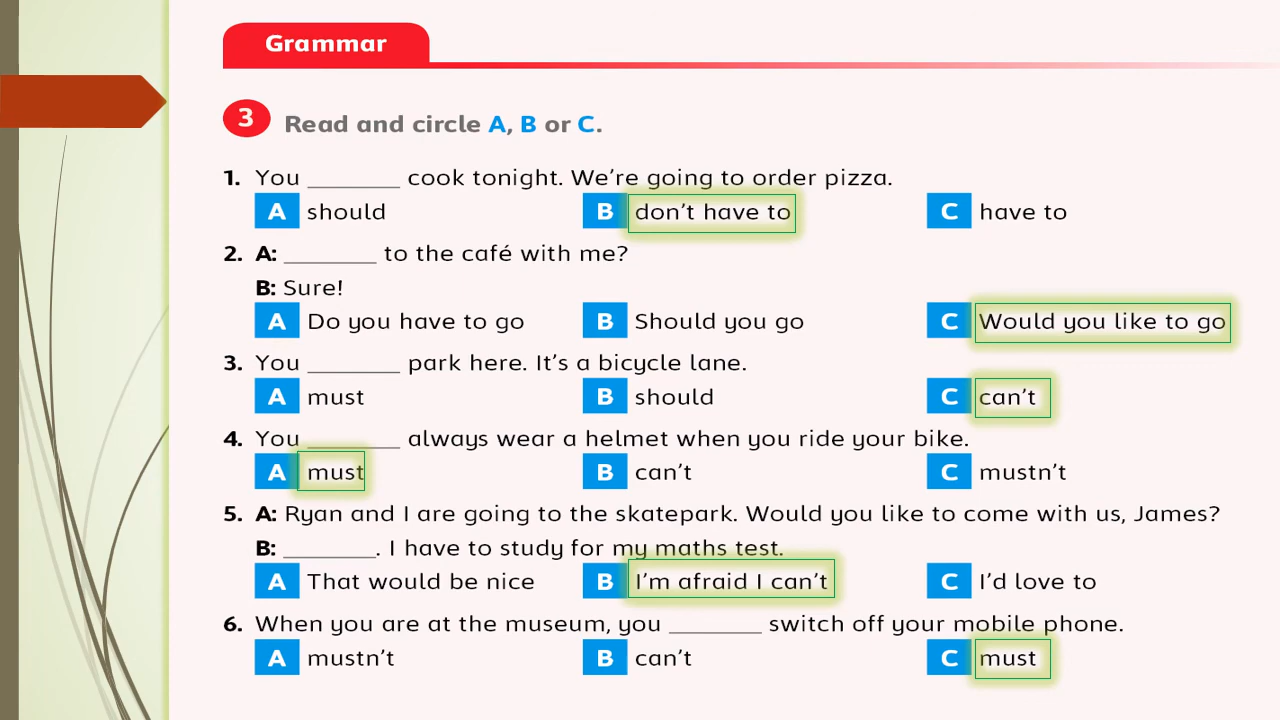 Grammar
3 Read and circle A, B or C.
1. You ________ cook tonight. We’re going to order pizza.
A should B don’t have to C have to
2. A: ________ to the café with me?
B: Sure!
A Do you have to go B Should you go C Would you like to go
3. You ________ park here. It’s a bicycle lane.
A must B should C can’t
4. You ________ always wear a helmet when you ride your bike.
A must B can’t C mustn’t
5. A: Ryan and I are going to the skatepark. Would you like to come with us, James?
B: ________. I have to study for my maths test.
A That would be nice B I’m afraid I can’t C I’d love to
6. When you are at the museum, you ________ switch off your mobile phone.
A mustn’t B can’t C must